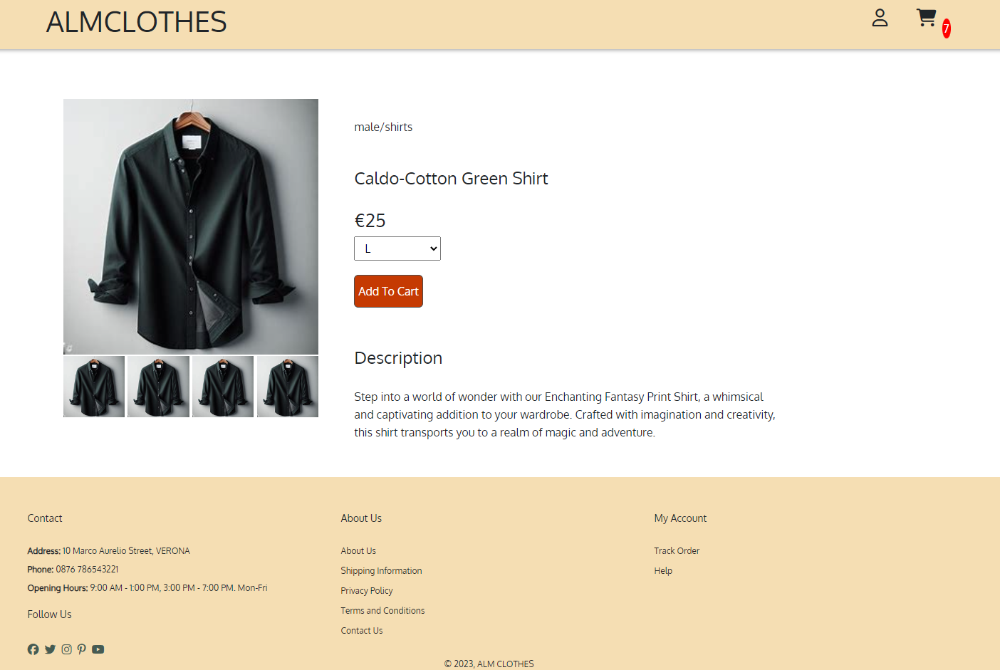 ALMCLOTHES
7
male/shirts
Caldo-Cotton Green Shirt
€25
L
Add To Cart
Description
Step into a world of wonder with our Enchanting Fantasy Print Shirt, a whimsical
and captivating addition to your wardrobe. Crafted with imagination and creativity,
this shirt transports you to a realm of magic and adventure.
Contact
Address: 10 Marco Aurelio Street, VERONA
Phone: 0876 786543221
Opening Hours: 9:00 AM - 1:00 PM, 3:00 PM - 7:00 PM. Mon-Fri
Follow Us
About Us
About Us
Shipping Information
Privacy Policy
Terms and Conditions
Contact Us
My Account
Track Order
Help
© 2023, ALM CLOTHES